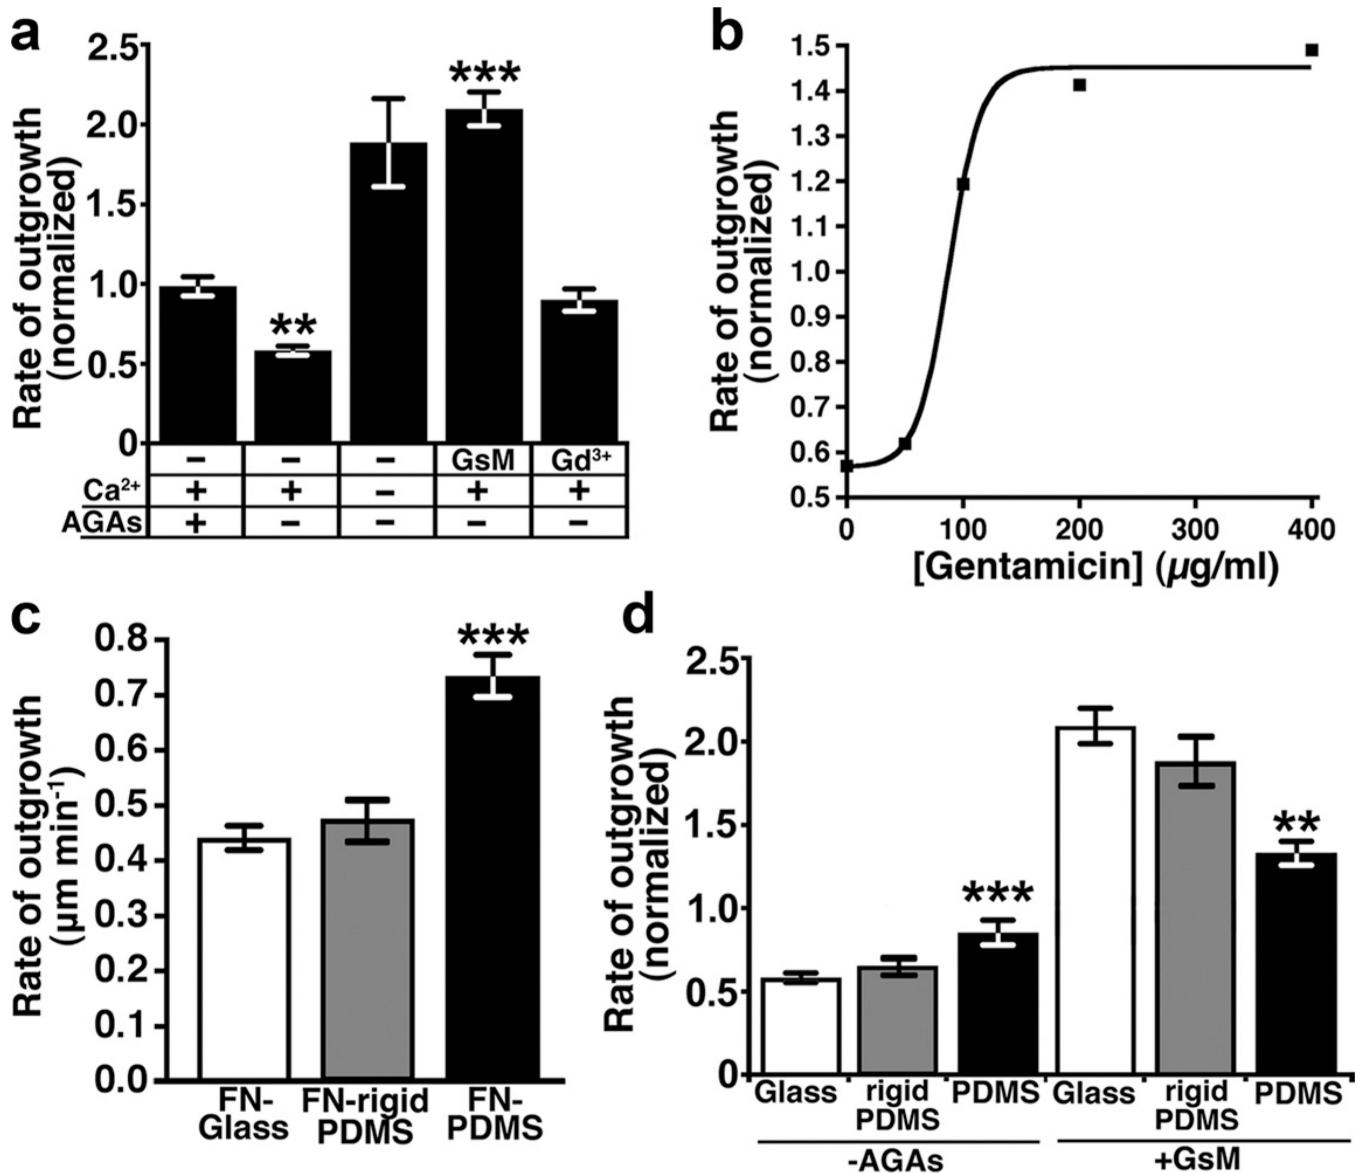 a
Rate of outgrowth
(normalized)
2.5
2.0
1.5
1.0
0.5
0
**
***
– – – GsM Gd³⁺
Ca²⁺ + + – + +
AGAs + – – – –
b
Rate of outgrowth
(normalized)
1.5
1.4
1.3
1.2
1.1
1.0
0.9
0.8
0.7
0.6
0.5
0 100 200 300 400
[Gentamicin] (µg/ml)
c
Rate of outgrowth
(µm min⁻¹)
0.8
0.7
0.6
0.5
0.4
0.3
0.2
0.1
0.0
***
FN- FN-rigid FN-
Glass PDMS PDMS
d
Rate of outgrowth
(normalized)
2.5
2.0
1.5
1.0
0.5
0
***
**
Glass rigid PDMS Glass rigid PDMS
PDMS PDMS
-AGAs +GsM